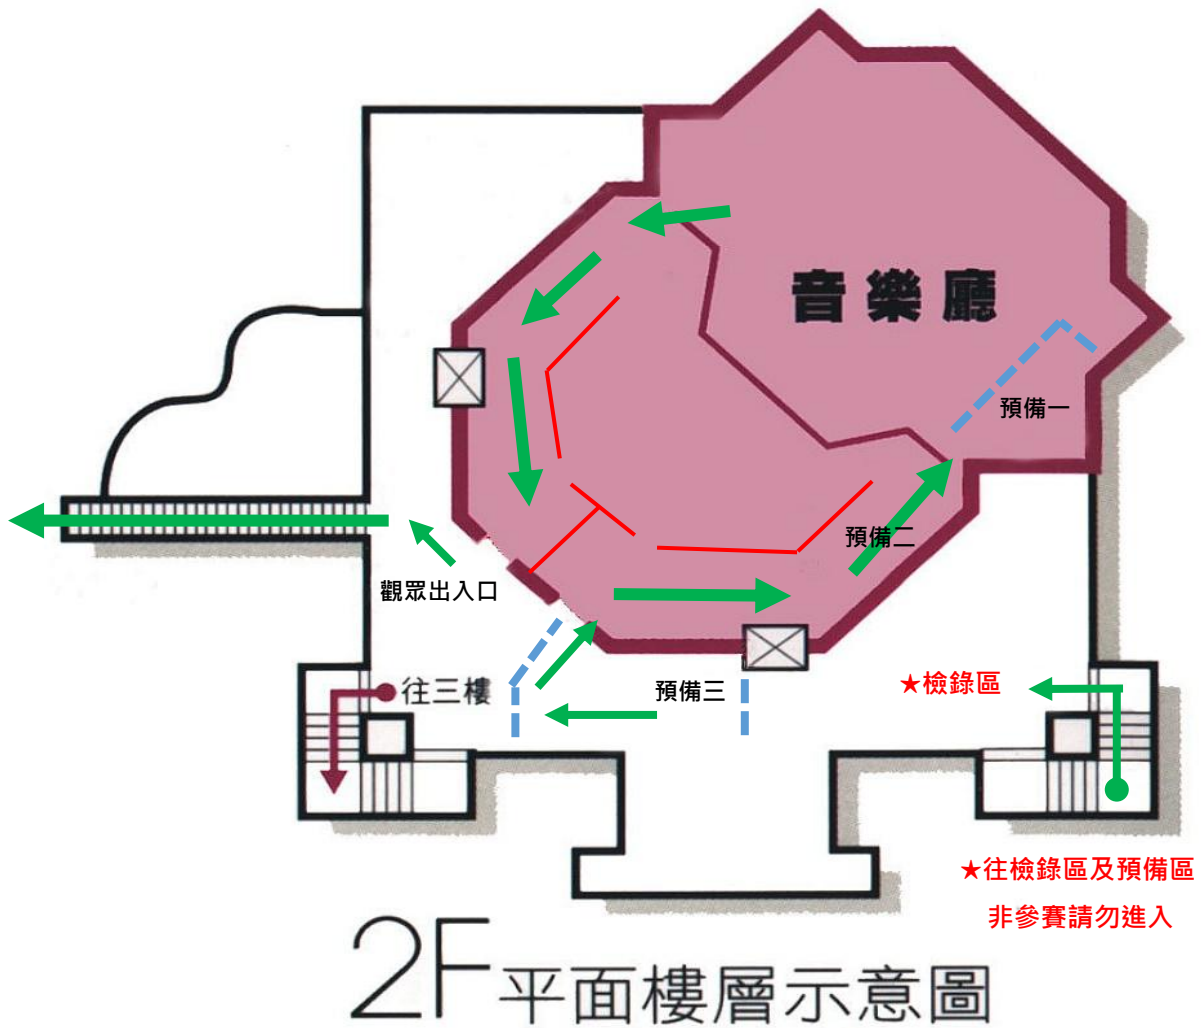 音樂廳
預備一
預備二
觀眾出入口
往三樓
預備三
★檢錄區
★往檢錄區及預備區
非參賽請勿進入
2F平面樓層示意圖